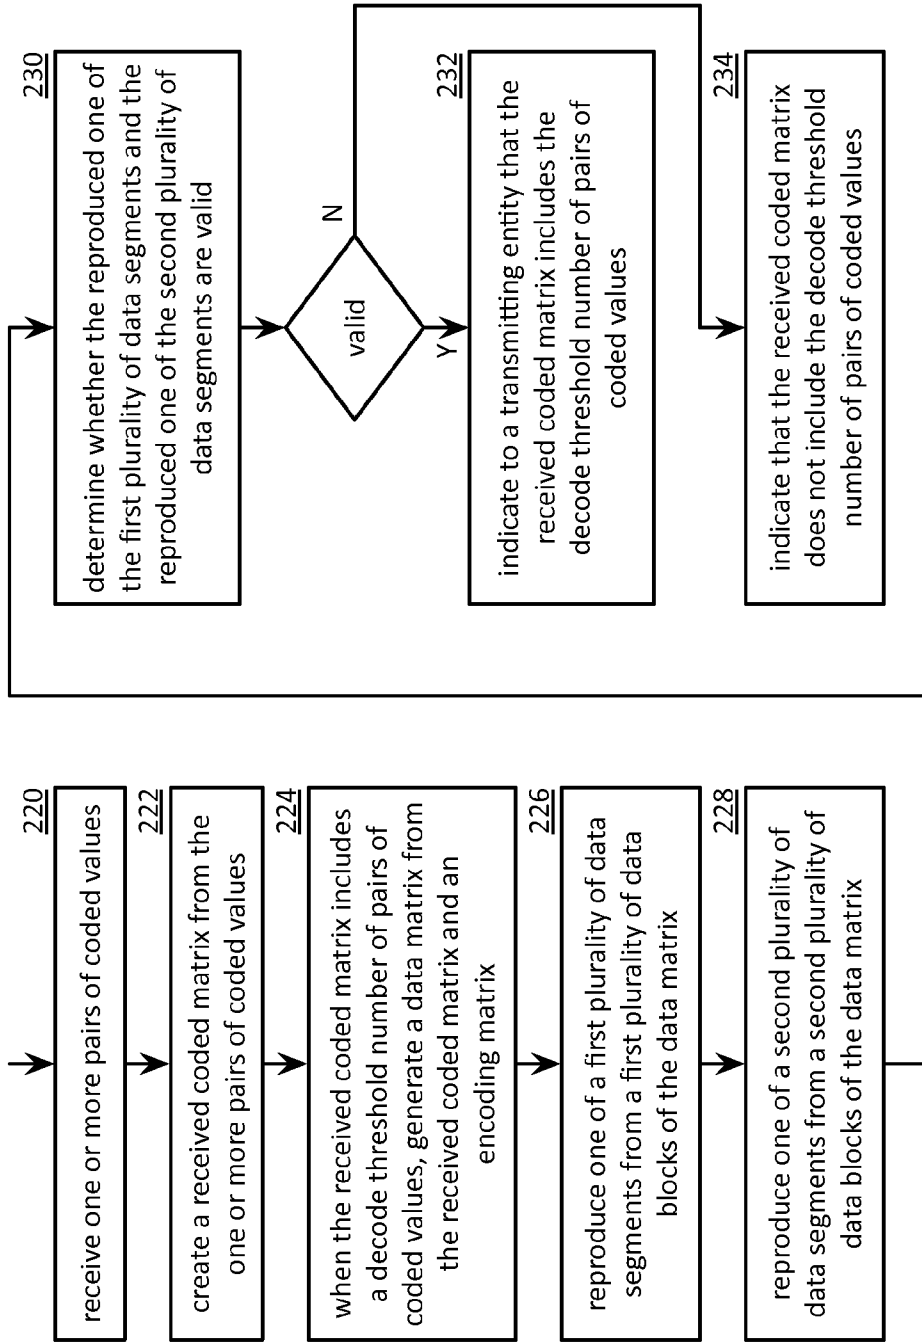 220
receive one or more pairs of coded values
222
create a received coded matrix from the
one or more pairs of coded values
224
when the received coded matrix includes
a decode threshold number of pairs of
coded values, generate a data matrix from
the received coded matrix and an
encoding matrix
226
reproduce one of a first plurality of data
segments from a first plurality of data
blocks of the data matrix
228
reproduce one of a second plurality of
data segments from a second plurality of
data blocks of the data matrix
230
determine whether the reproduced one of
the first plurality of data segments and the
reproduced one of the second plurality of
data segments are valid
valid
N
Y
232
indicate to a transmitting entity that the
received coded matrix includes the
decode threshold number of pairs of
coded values
234
indicate that the received coded matrix
does not include the decode threshold
number of pairs of coded values